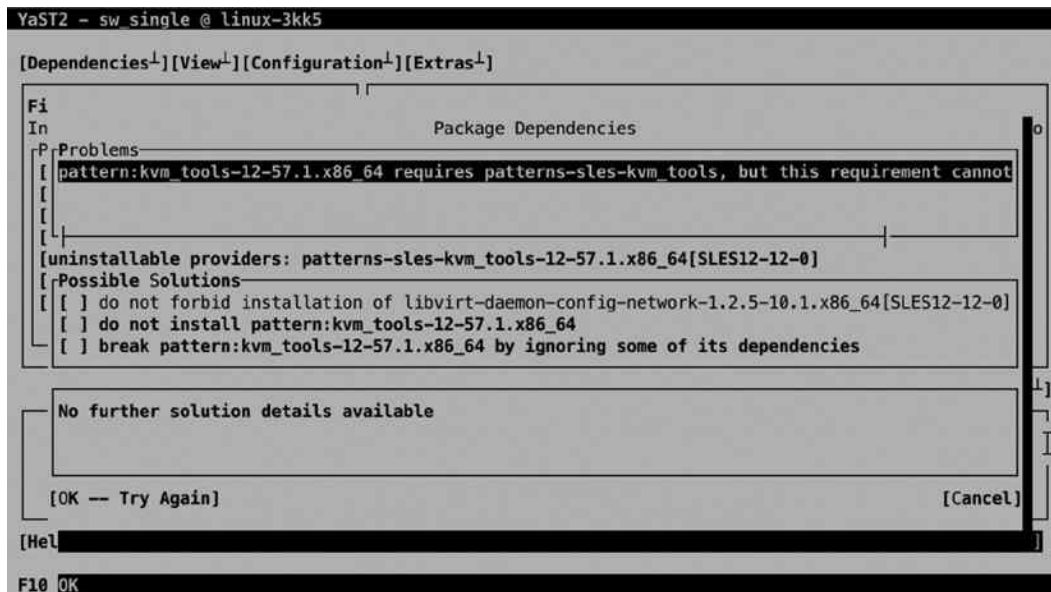 YaST2 - sw_single @ linux-3kk5
[Dependencies┴][View┴][Configuration┴][Extras┴]
Fi
In
Package Dependencies
o
P
Problems
pattern:kvm_tools-12-57.1.x86_64 requires patterns-sles-kvm_tools, but this requirement cannot
[uninstallable providers: patterns-sles-kvm_tools-12-57.1.x86_64[SLES12-12-0]
Possible Solutions
[ ] do not forbid installation of libvirt-daemon-config-network-1.2.5-10.1.x86_64[SLES12-12-0]
[ ] do not install pattern:kvm_tools-12-57.1.x86_64
[ ] break pattern:kvm_tools-12-57.1.x86_64 by ignoring some of its dependencies
No further solution details available
[OK -- Try Again] [Cancel]
[Hel
F10 OK